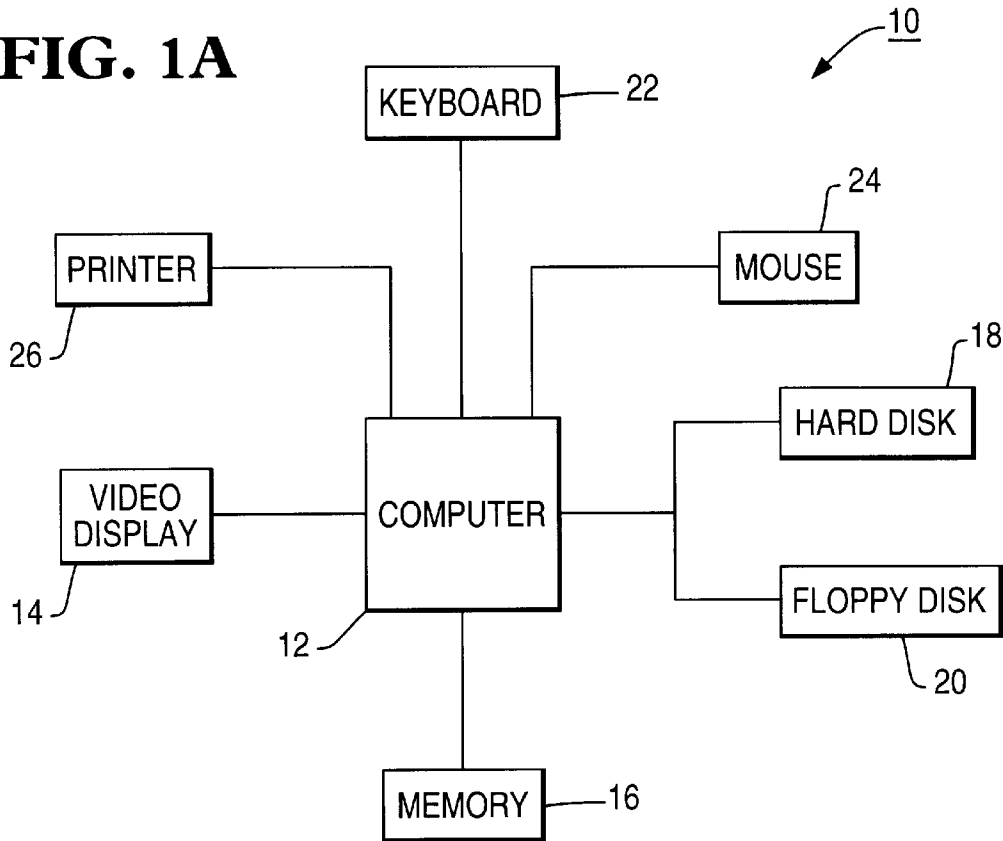 FIG. 1A
10
KEYBOARD
22
24
PRINTER
MOUSE
26
18
HARD DISK
VIDEO
DISPLAY
COMPUTER
14
12
FLOPPY DISK
20
MEMORY
16